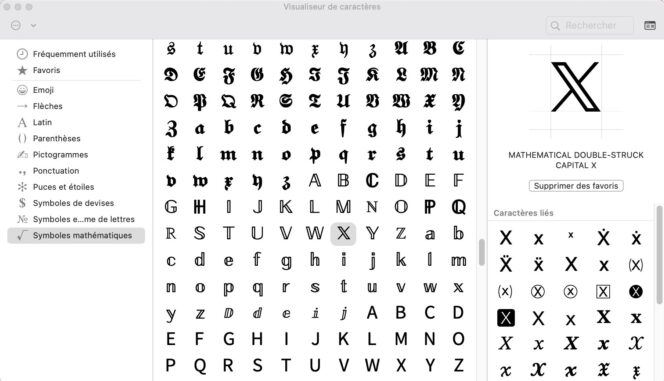 Visualiseur de caractères
Rechercher
Fréquemment utilisés
Favoris
Emoji
Flèches
Latin
Parenthèses
Pictogrammes
Ponctuation
Puces et étoiles
Symboles de devises
Symboles e...me de lettres
Symboles mathématiques
𝔰 𝔱 𝔲 𝔳 𝔴 𝔵 𝔶 𝔷 𝕬 𝕭 𝕮
𝕯 𝕰 𝕱 𝕲 𝕳 𝕴 𝕵 𝕶 𝕷 𝕸 𝕹
𝕺 𝕻 𝕼 𝕽 𝕾 𝕿 𝖀 𝖁 𝖂 𝖃 𝖄
𝖅 𝖆 𝖇 𝖈 𝖉 𝖊 𝖋 𝖌 𝖍 𝖎 𝖏
𝖐 𝖑 𝖒 𝖓 𝖔 𝖕 𝖖 𝖗 𝖘 𝖙 𝖚
𝖛 𝖜 𝖝 𝖞 𝖟 𝔸 𝔹 ℂ 𝔻 𝔼 𝔽
𝔾 ℍ 𝕀 𝕁 𝕂 𝕃 𝕄 ℕ 𝕆 ℙ ℚ
ℝ 𝕊 𝕋 𝕌 𝕍 𝕎 𝕏 𝕐 ℤ 𝕒 𝕓
𝕔 𝕕 𝕖 𝕗 𝕘 𝕙 𝕚 𝕛 𝕜 𝕝 𝕞
𝕟 𝕠 𝕡 𝕢 𝕣 𝕤 𝕥 𝕦 𝕧 𝕨 𝕩
𝕪 𝕫 ⅅ ⅆ ⅇ ⅈ ⅉ 𝖠 𝖡 𝖢 𝖣
𝖤 𝖥 𝖦 𝖧 𝖨 𝖩 𝖪 𝖫 𝖬 𝖭 𝖮
𝖯 𝖰 𝖱 𝖲 𝖳 𝖴 𝖵 𝖶 𝖷 𝖸 𝖹
𝕏
MATHEMATICAL DOUBLE-STRUCK
CAPITAL X
Supprimer des favoris
Caractères liés
X x ˣ Ẋ ẋ
Ẍ ẍ X x 🄧
⒳ Ⓧ ⓧ 🅇 🅧
🆇 X x 𝐗 𝐱
𝑋 𝑥 𝑿 𝒙 𝒳
𝓍 𝓧 𝔁 𝔛 𝔵